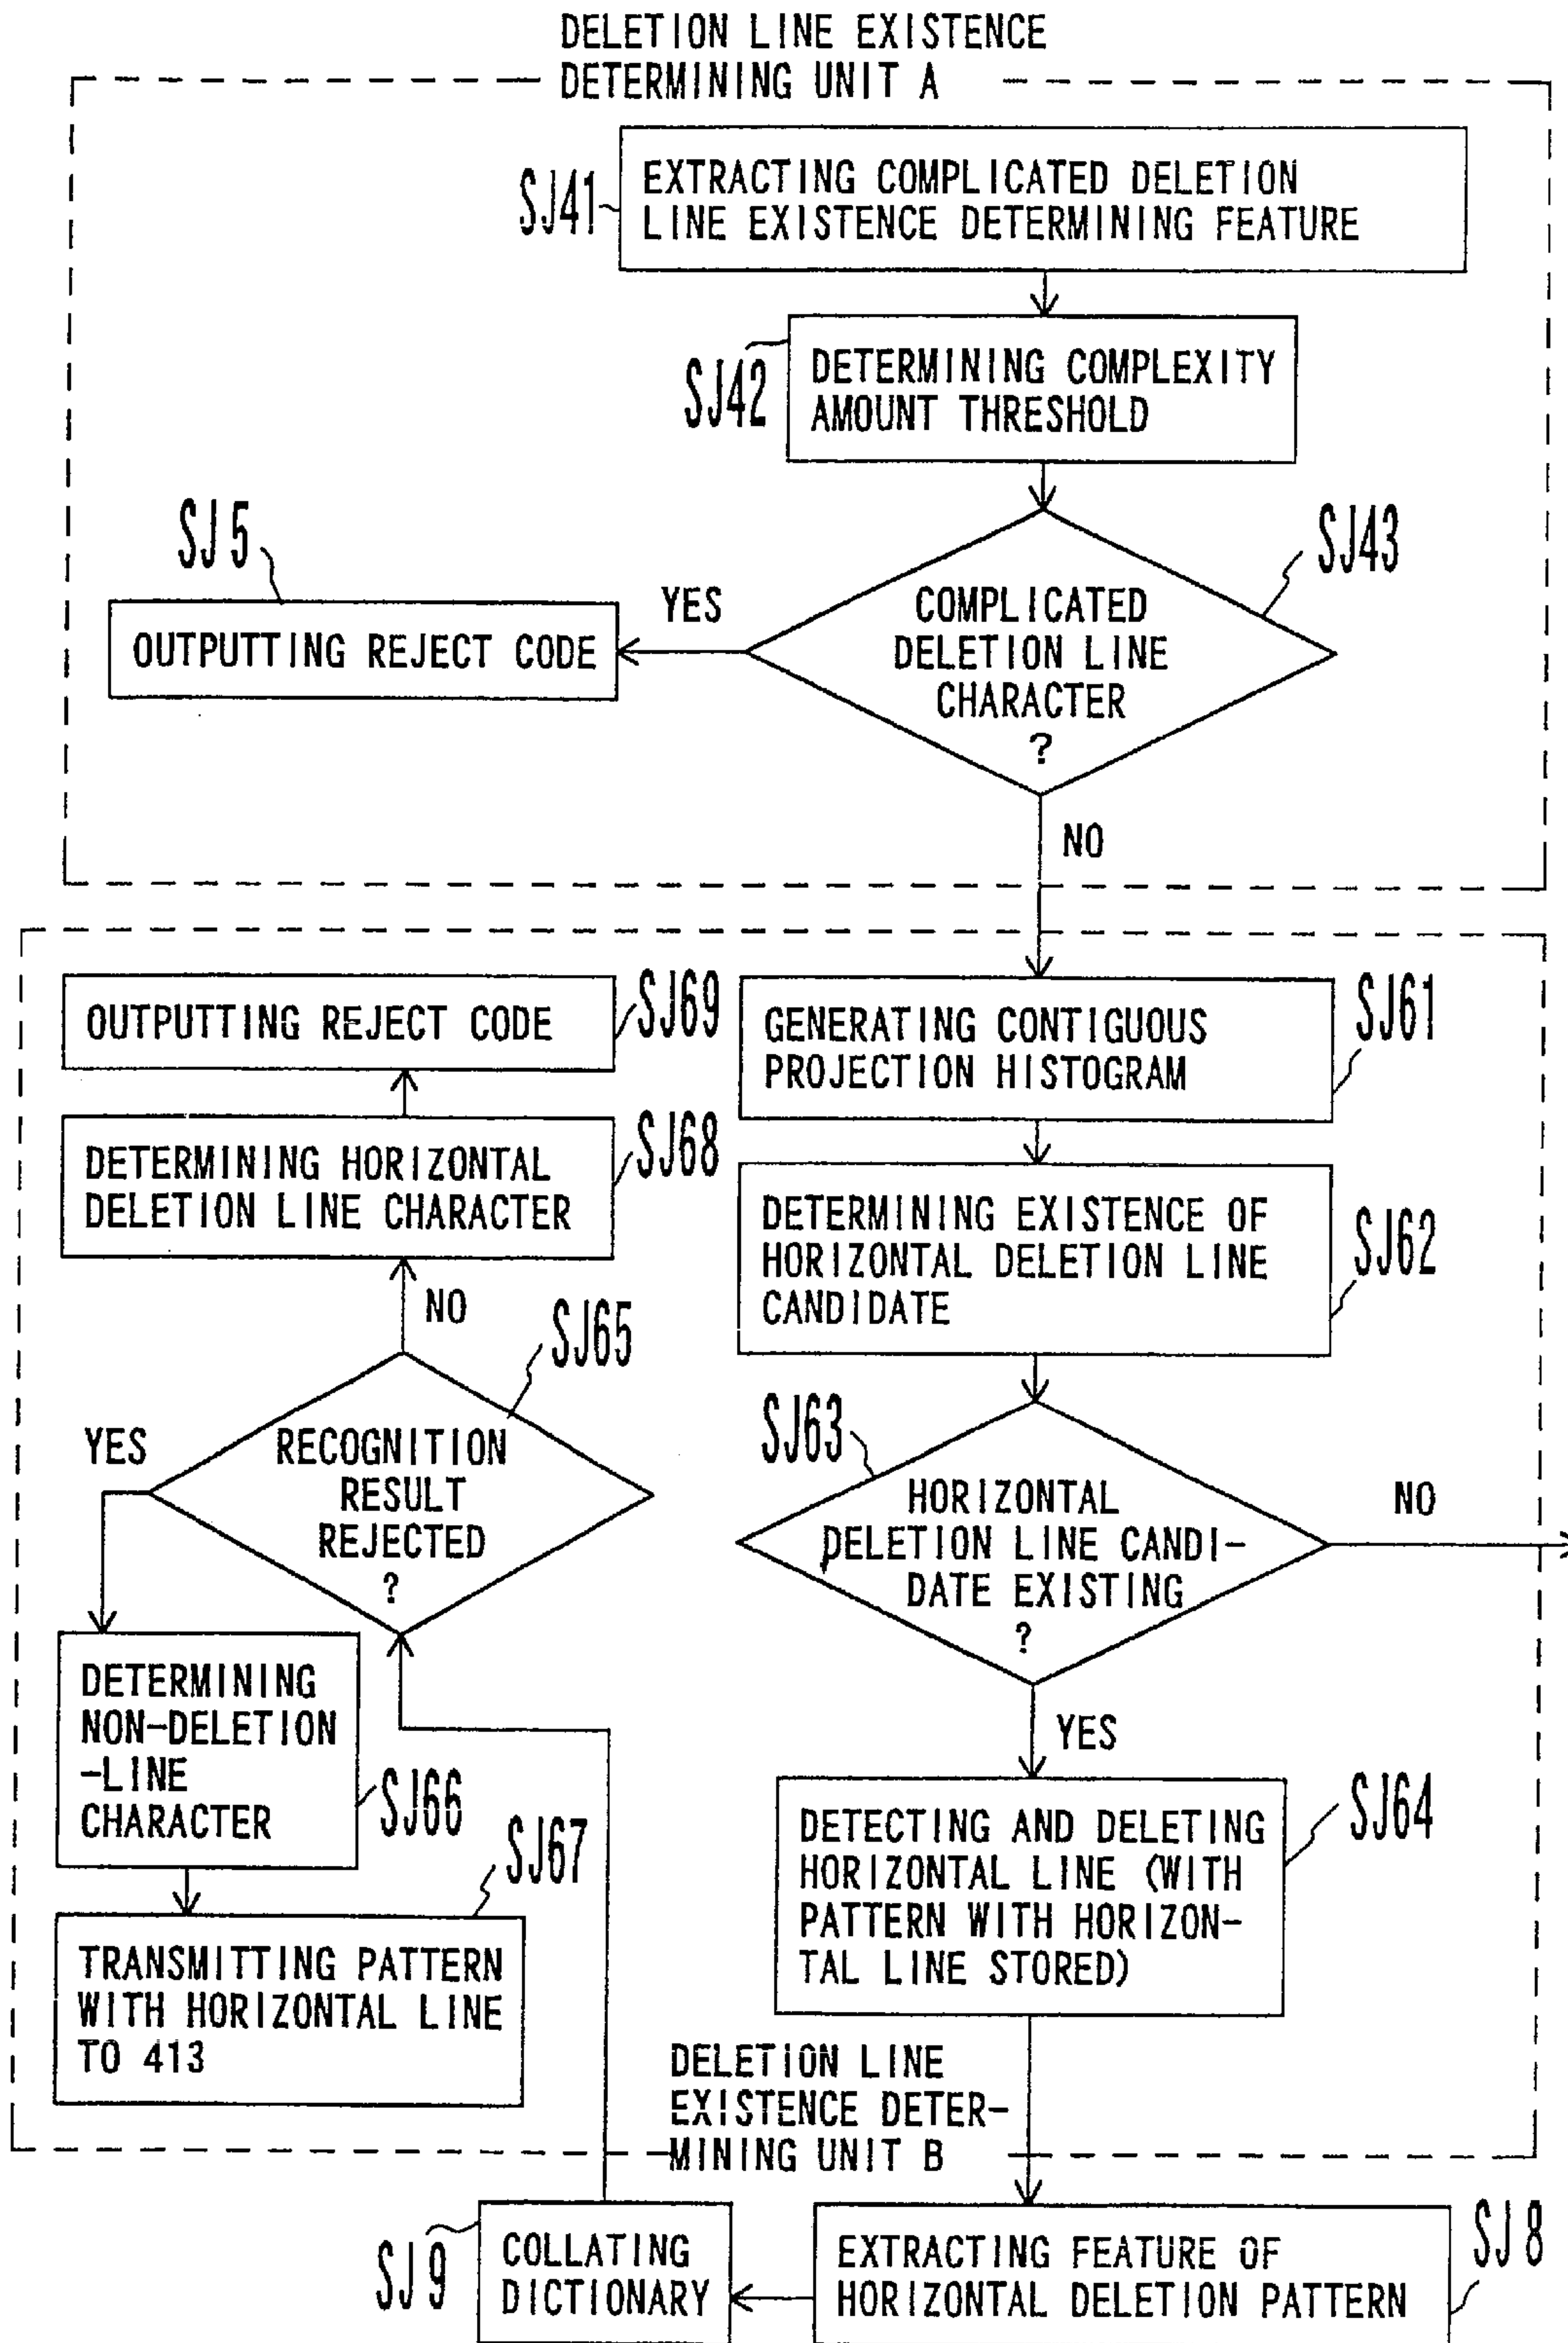 DELETION LINE EXISTENCE
DETERMINING UNIT A
SJ41
EXTRACTING COMPLICATED DELETION
LINE EXISTENCE DETERMINING FEATURE
SJ42
DETERMINING COMPLEXITY
AMOUNT THRESHOLD
SJ43
COMPLICATED
DELETION LINE
CHARACTER
?
YES
SJ5
OUTPUTTING REJECT CODE
NO
SJ61
GENERATING CONTIGUOUS
PROJECTION HISTOGRAM
SJ62
DETERMINING EXISTENCE OF
HORIZONTAL DELETION LINE
CANDIDATE
SJ63
HORIZONTAL
DELETION LINE CANDI-
DATE EXISTING
?
NO
YES
SJ64
DETECTING AND DELETING
HORIZONTAL LINE (WITH
PATTERN WITH HORIZON-
TAL LINE STORED)
OUTPUTTING REJECT CODE
SJ69
DETERMINING HORIZONTAL
DELETION LINE CHARACTER
SJ68
NO
SJ65
RECOGNITION
RESULT
REJECTED
?
YES
DETERMINING
NON-DELETION
-LINE
CHARACTER
SJ66
SJ67
TRANSMITTING PATTERN
WITH HORIZONTAL LINE
TO 413
DELETION LINE
EXISTENCE DETER-
MINING UNIT B
SJ9
COLLATING
DICTIONARY
EXTRACTING FEATURE OF
HORIZONTAL DELETION PATTERN
SJ8